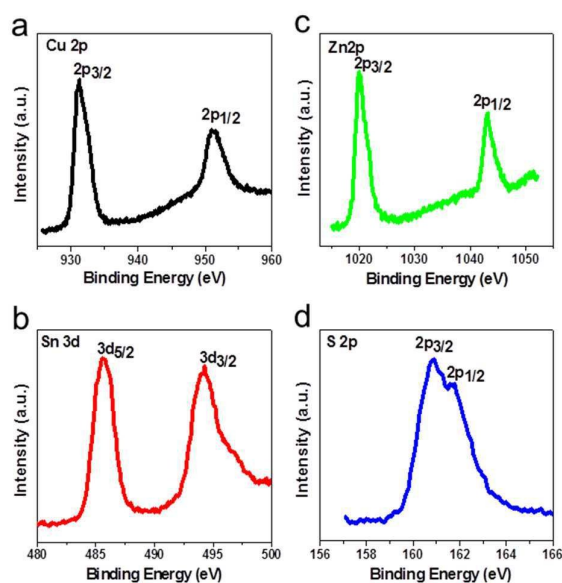 a
Cu 2p
2p3/2
2p1/2
Intensity (a.u.)
930 940 950 960
Binding Energy (eV)
c
Zn2p
2p3/2
2p1/2
Intensity (a.u.)
1020 1030 1040 1050
Binding Energy (eV)
b
Sn 3d
3d5/2
3d3/2
Intensity (a.u.)
480 485 490 495 500
Binding Energy (eV)
d
S 2p
2p3/2
2p1/2
Intensity (a.u.)
156 158 160 162 164 166
Binding Energy (eV)